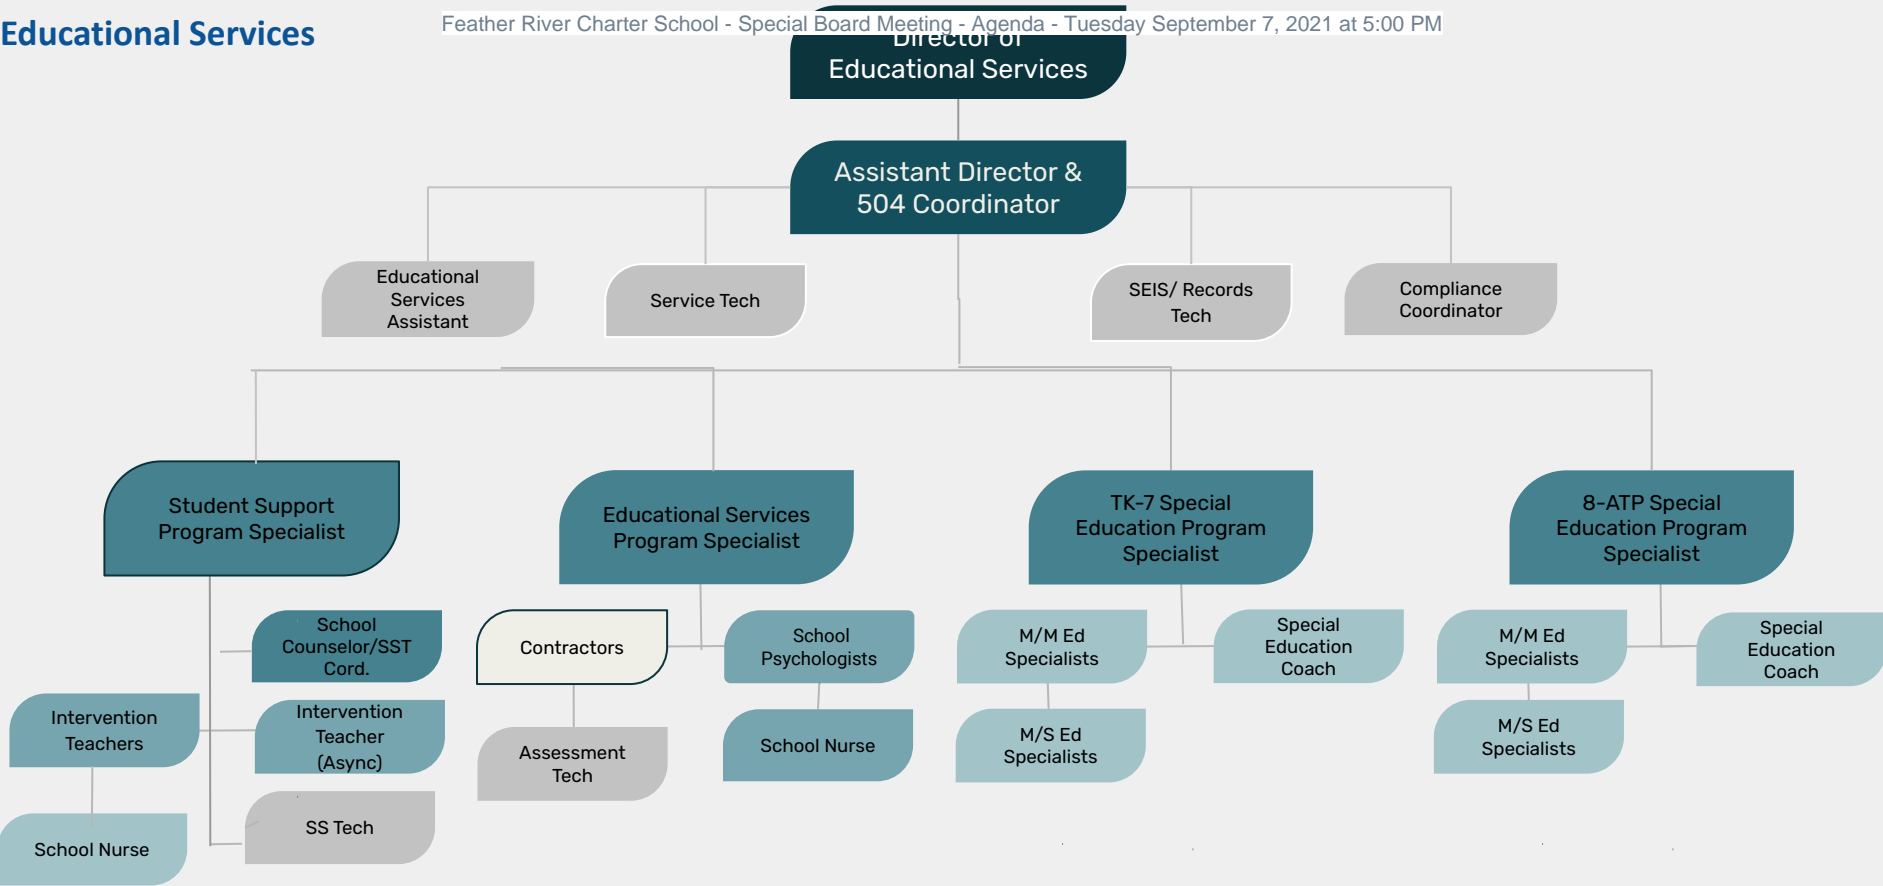 Educational Services
Feather River Charter School - Special Board Meeting - Agenda - Tuesday September 7, 2021 at 5:00 PM
Director of
Educational Services
Assistant Director &
504 Coordinator
Educational
Services
Assistant
Service Tech
SEIS/ Records
Tech
Compliance
Coordinator
Student Support
Program Specialist
Educational Services
Program Specialist
TK-7 Special
Education Program
Specialist
8-ATP Special
Education Program
Specialist
School
Counselor/SST
Cord.
Contractors
School
Psychologists
M/M Ed
Specialists
Special
Education
Coach
M/M Ed
Specialists
Special
Education
Coach
Intervention
Teachers
Intervention
Teacher
(Async)
Assessment
Tech
School Nurse
M/S Ed
Specialists
M/S Ed
Specialists
School Nurse
SS Tech